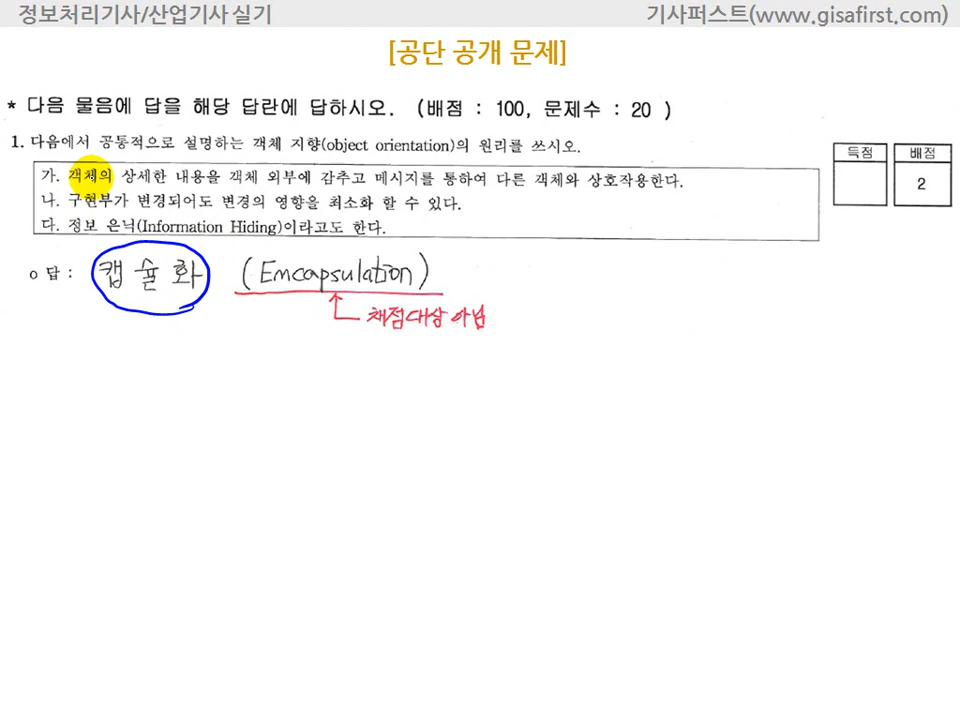 정보처리기사/산업기사 실기
기사퍼스트(www.gisafirst.com)
[공단 공개 문제]
* 다음 물음에 답을 해당 답란에 답하시오. (배점 : 100, 문제수 : 20 )
1. 다음에서 공통적으로 설명하는 객체 지향(object orientation)의 원리를 쓰시오.
득점 배점
2
가. 객체의 상세한 내용을 객체 외부에 감추고 메시지를 통하여 다른 객체와 상호작용한다.
나. 구현부가 변경되어도 변경의 영향을 최소화 할 수 있다.
다. 정보 은닉(Information Hiding)이라고도 한다.
o 답 : 캡슐화 (Encapsulation)
채점대상 아님